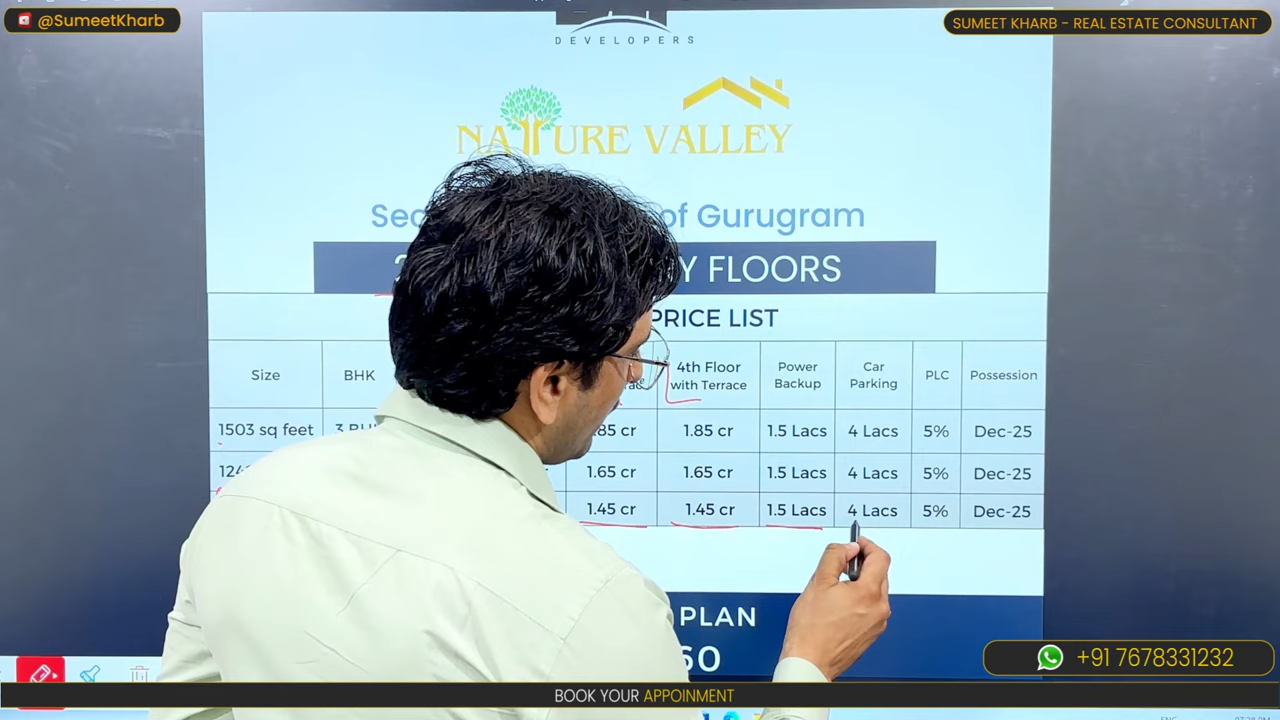 @SumeetKharb
SUMEET KHARB - REAL ESTATE CONSULTANT
DEVELOPERS
NATURE VALLEY
of Gurugram
FLOORS
PRICE LIST
Size BHK 4th Floor with Terrace Power Backup Car Parking PLC Possession
1503 sq feet 3 1.85 cr 1.5 Lacs 4 Lacs 5% Dec-25
1.65 cr 1.65 cr 1.5 Lacs 4 Lacs 5% Dec-25
1.45 cr 1.45 cr 1.5 Lacs 4 Lacs 5% Dec-25
PLAN
+91 7678331232
BOOK YOUR APPOINMENT